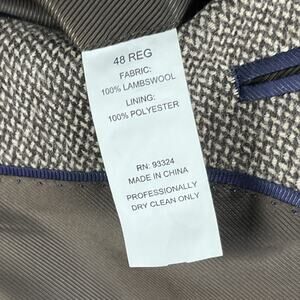 48 REG
FABRIC:
100% LAMBSWOOL
LINING:
100% POLYESTER
RN: 93324
MADE IN CHINA
PROFESSIONALLY
DRY CLEAN ONLY